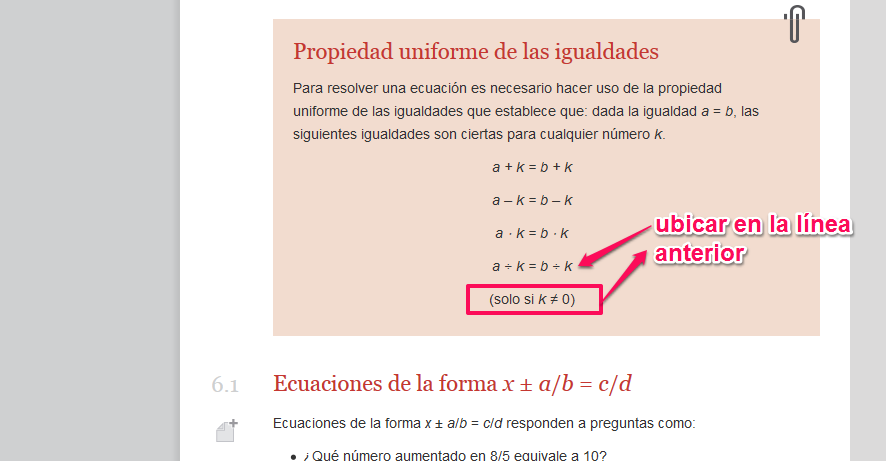 Propiedad uniforme de las igualdades
Para resolver una ecuación es necesario hacer uso de la propiedad
uniforme de las igualdades que establece que: dada la igualdad a = b, las
siguientes igualdades son ciertas para cualquier número k.
a + k = b + k
a – k = b – k
a · k = b · k
ubicar en la línea
anterior
a ÷ k = b ÷ k
(solo si k ≠ 0)
6.1 Ecuaciones de la forma x ± a/b = c/d
Ecuaciones de la forma x ± a/b = c/d responden a preguntas como:
• ¿Qué número aumentado en 8/5 equivale a 10?